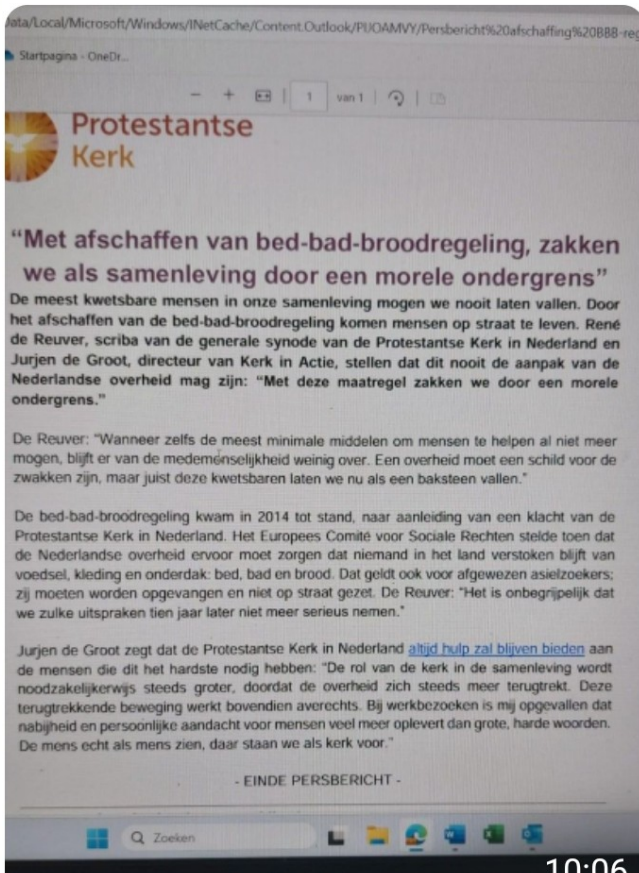 Data/Local/Microsoft/Windows/INetCache/Content.Outlook/PIJOAMVY/Persbericht%20afschaffing%20BBB-reg
Startpagina - OneDr...
1 van 1
Protestantse
Kerk
“Met afschaffen van bed-bad-broodregeling, zakken
we als samenleving door een morele ondergrens”
De meest kwetsbare mensen in onze samenleving mogen we nooit laten vallen. Door
het afschaffen van de bed-bad-broodregeling komen mensen op straat te leven. René
de Reuver, scriba van de generale synode van de Protestantse Kerk in Nederland en
Jurjen de Groot, directeur van Kerk in Actie, stellen dat dit nooit de aanpak van de
Nederlandse overheid mag zijn: “Met deze maatregel zakken we door een morele
ondergrens.”
De Reuver: “Wanneer zelfs de meest minimale middelen om mensen te helpen al niet meer
mogen, blijft er van de medemenselijkheid weinig over. Een overheid moet een schild voor de
zwakken zijn, maar juist deze kwetsbaren laten we nu als een baksteen vallen.”
De bed-bad-broodregeling kwam in 2014 tot stand, naar aanleiding van een klacht van de
Protestantse Kerk in Nederland. Het Europees Comité voor Sociale Rechten stelde toen dat
de Nederlandse overheid ervoor moet zorgen dat niemand in het land verstoken blijft van
voedsel, kleding en onderdak: bed, bad en brood. Dat geldt ook voor afgewezen asielzoekers;
zij moeten worden opgevangen en niet op straat gezet. De Reuver: “Het is onbegrijpelijk dat
we zulke uitspraken tien jaar later niet meer serieus nemen.”
Jurjen de Groot zegt dat de Protestantse Kerk in Nederland altijd hulp zal blijven bieden aan
de mensen die dit het hardste nodig hebben: “De rol van de kerk in de samenleving wordt
noodzakelijkerwijs steeds groter, doordat de overheid zich steeds meer terugtrekt. Deze
terugtrekkende beweging werkt bovendien averechts. Bij werkbezoeken is mij opgevallen dat
nabijheid en persoonlijke aandacht voor mensen veel meer oplevert dan grote, harde woorden.
De mens echt als mens zien, daar staan we als kerk voor.”
- EINDE PERSBERICHT -
Zoeken
10:06